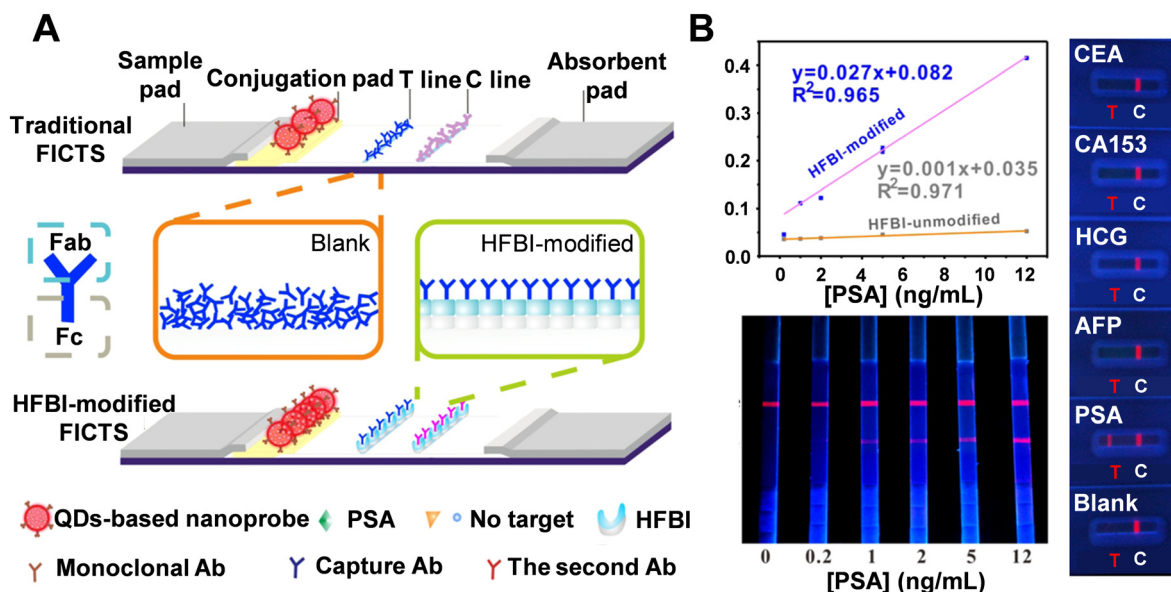 A
Sample
pad
Conjugation pad
T line
C line
Absorbent
pad
Traditional
FICTS
Fab
Fc
Blank
HFBI-modified
HFBI-modified
FICTS
QDs-based nanoprobe
PSA
No target
HFBI
Monoclonal Ab
Capture Ab
The second Ab
B
0.4
0.3
0.2
0.1
0.0
y=0.027x+0.082
R²=0.965
HFBI-modified
y=0.001x+0.035
R²=0.971
HFBI-unmodified
0 2 4 6 8 10 12
[PSA] (ng/mL)
0 0.2 1 2 5 12
[PSA] (ng/mL)
CEA
T C
CA153
T C
HCG
T C
AFP
T C
PSA
T C
Blank
T C